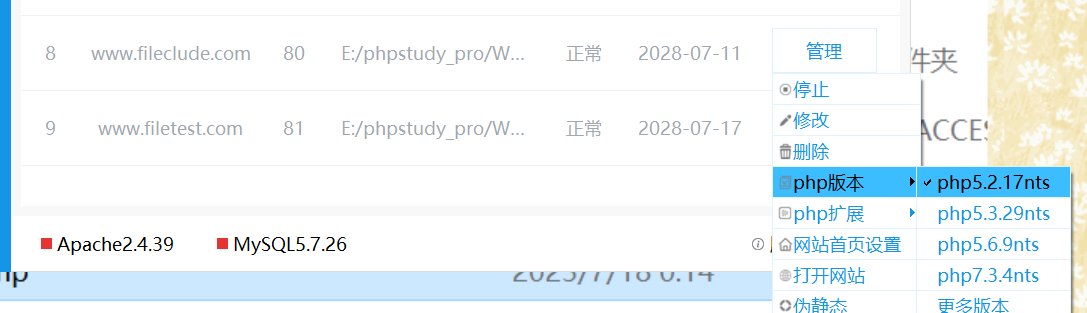 8 www.fileclude.com 80 E:/phpstudy_pro/W... 正常 2028-07-11 管理
件夹
停止
9 www.filetest.com 81 E:/phpstudy_pro/W... 正常 2028-07-17
修改
ACCES
删除
php版本 php5.2.17nts
php扩展 php5.3.29nts
Apache2.4.39 MySQL5.7.26 网站首页设置 php5.6.9nts
2025/7/18 0:14 打开网站 php7.3.4nts
伪静态 更多版本